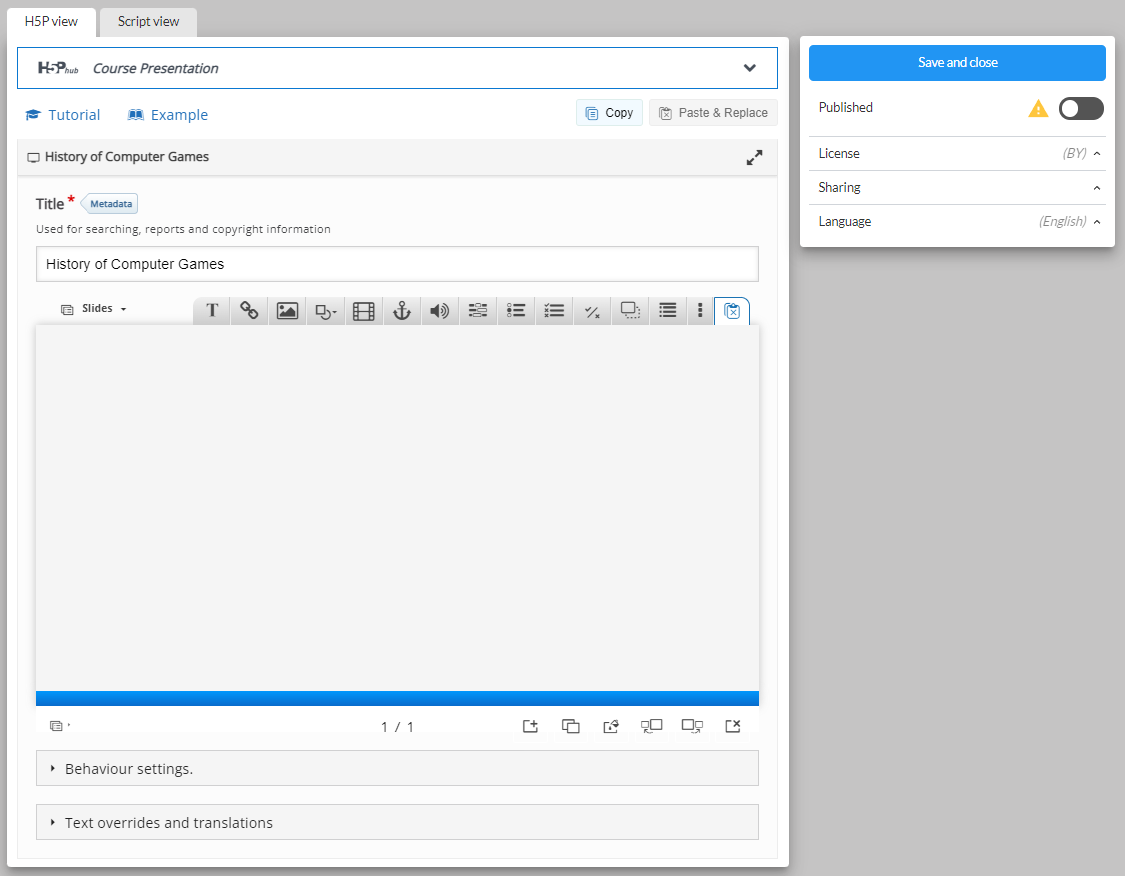 H5P view Script view
H5Phub Course Presentation
Save and close
Tutorial Example Copy Paste & Replace
Published
History of Computer Games
License (BY)
Sharing
Title * Metadata
Language (English)
Used for searching, reports and copyright information
History of Computer Games
Slides T
1 / 1
Behaviour settings.
Text overrides and translations